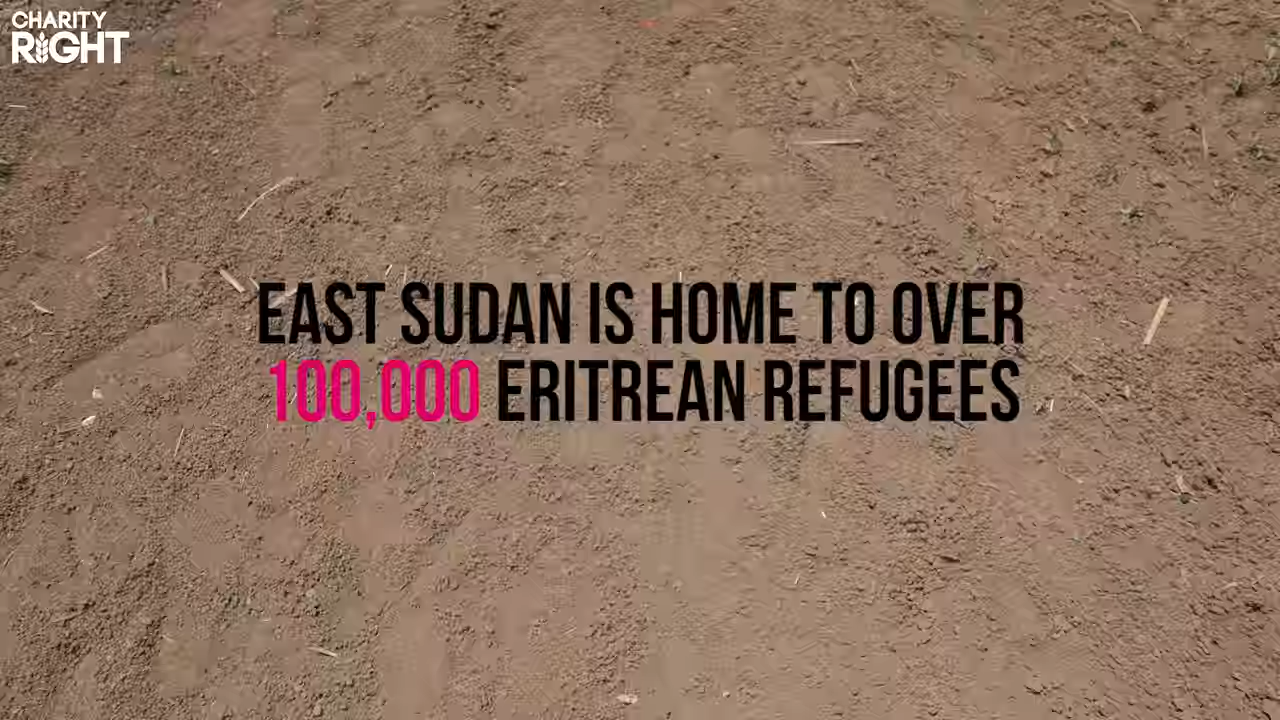 CHARITY
RIGHT
EAST SUDAN IS HOME TO OVER
100,000 ERITREAN REFUGEES